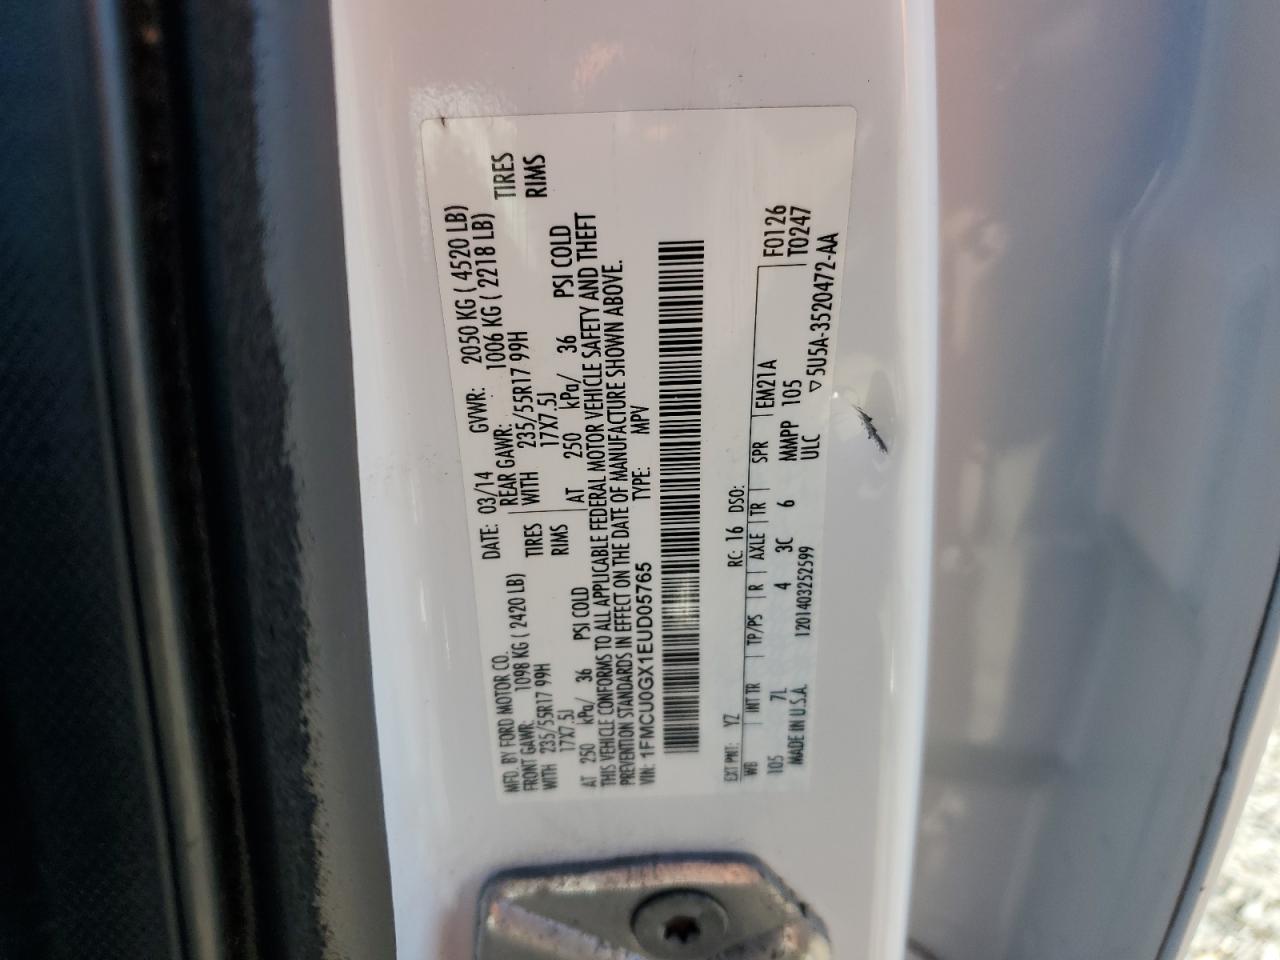 MFD. BY FORD MOTOR CO. DATE: 03/14 GVWR: 2050 KG ( 4520 LB)
FRONT GAWR: 1098 KG ( 2420 LB) REAR GAWR: 1006 KG ( 2218 LB)
WITH 235/55R17 99H TIRES WITH 235/55R17 99H TIRES
17X7.5J RIMS 17X7.5J RIMS
AT 250 kPa/ 36 PSI COLD AT 250 kPa/ 36 PSI COLD
THIS VEHICLE CONFORMS TO ALL APPLICABLE FEDERAL MOTOR VEHICLE SAFETY AND THEFT
PREVENTION STANDARDS IN EFFECT ON THE DATE OF MANUFACTURE SHOWN ABOVE.
VIN: 1FMCU0GX1EUD05765 TYPE: MPV
EXT PNT: YZ RC: 16 DSO: F0126
WB INT TR TP/PS R AXLE TR SPR EM21A T0247
105 7L 4 3C 6 MMPP 105
MADE IN U.S.A. 1201403252599 ULC ▽5U5A-3520472-AA